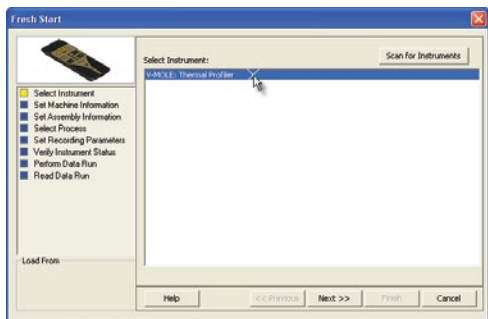 Fresh Start
Select Instrument:
Scan for Instruments
V-MOLE: Thermal Profiler
Select Instrument
Set Machine Information
Set Assembly Information
Select Process
Set Recording Parameters
Verify Instrument Status
Perform Data Run
Read Data Run
Load From
Help
<< Previous
Next >>
Finish
Cancel